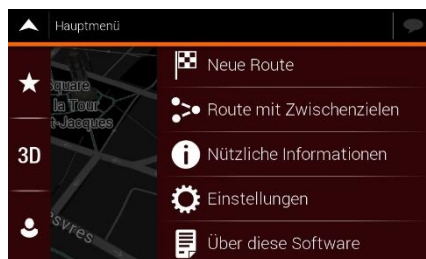 Hauptmenü
Neue Route
Square
la Tour
t-Jacques
Route mit Zwischenzielen
3D
Nützliche Informationen
Einstellungen
Über diese Software